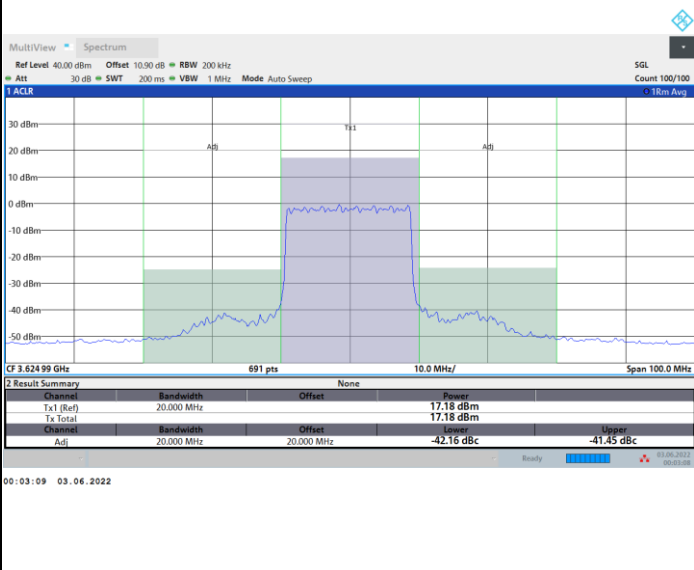 MultiView Spectrum
Ref Level 40.00 dBm Offset 10.90 dB RBW 200 kHz SGL
Att 30 dB SWT 200 ms VBW 1 MHz Mode Auto Sweep Count 100/100
1 ACLR 1Rm Avg
Tx1
Adj Adj
30 dBm
20 dBm
10 dBm
0 dBm
-10 dBm
-20 dBm
-30 dBm
-40 dBm
-50 dBm
CF 3.624 99 GHz 691 pts 10.0 MHz/ Span 100.0 MHz
2 Result Summary None
Channel Bandwidth Offset Power
Tx1 (Ref) 20.000 MHz 17.18 dBm
Tx Total 17.18 dBm
Channel Bandwidth Offset Lower Upper
Adj 20.000 MHz 20.000 MHz -42.16 dBc -41.45 dBc
Ready 03.06.2022
00:03:08
00:03:09 03.06.2022